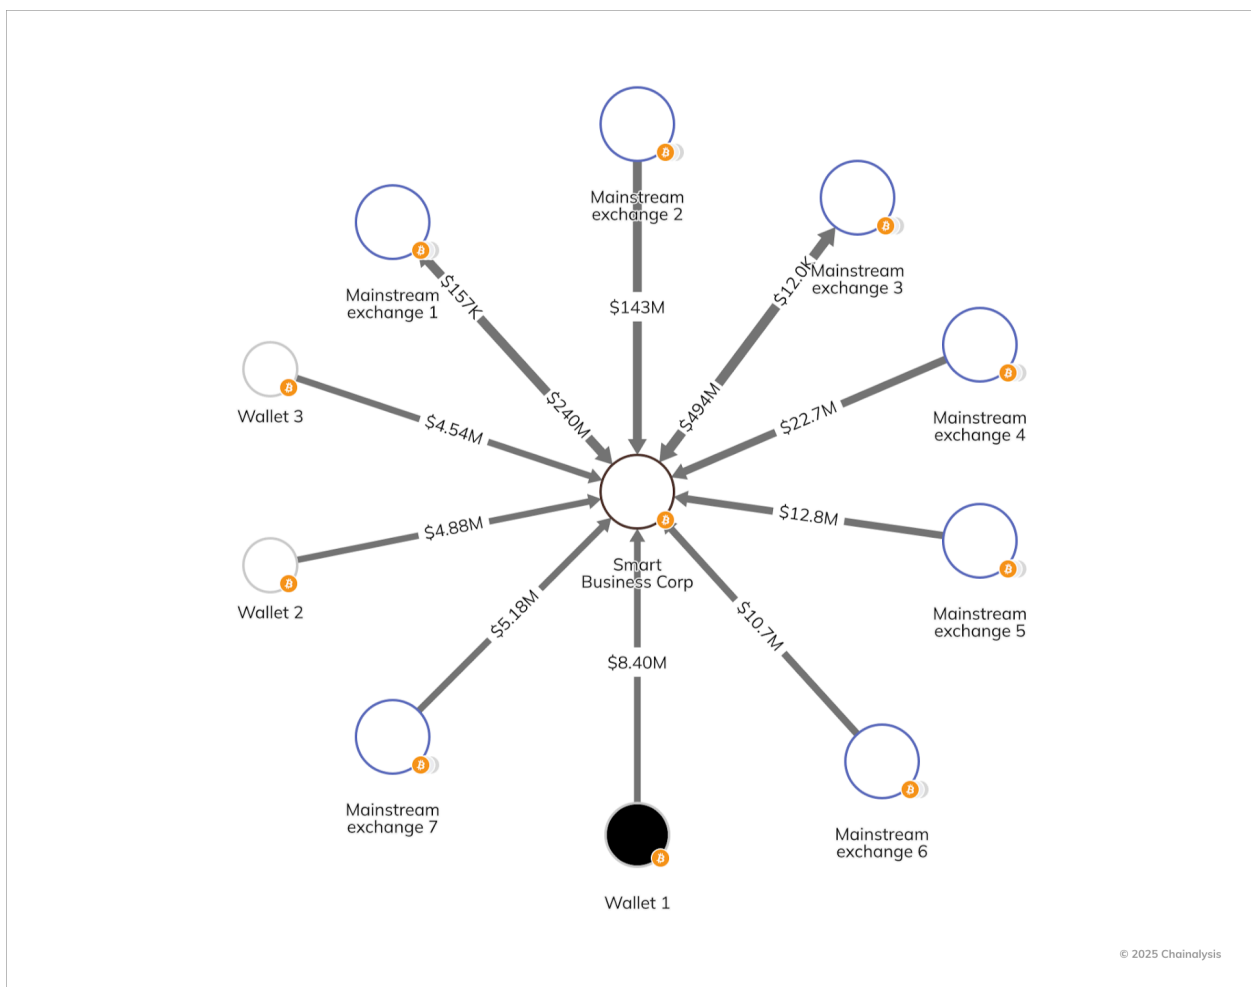 Mainstream
exchange 2
Mainstream
exchange 3
$12.0K
Mainstream
exchange 1
$157K
$143M
Wallet 3
$4.54M
$240M
$494M
$22.7M
Mainstream
exchange 4
$4.88M
$12.8M
Smart
Business Corp
Wallet 2
$5.18M
$10.7M
Mainstream
exchange 5
$8.40M
Mainstream
exchange 7
Mainstream
exchange 6
Wallet 1
© 2025 Chainalysis